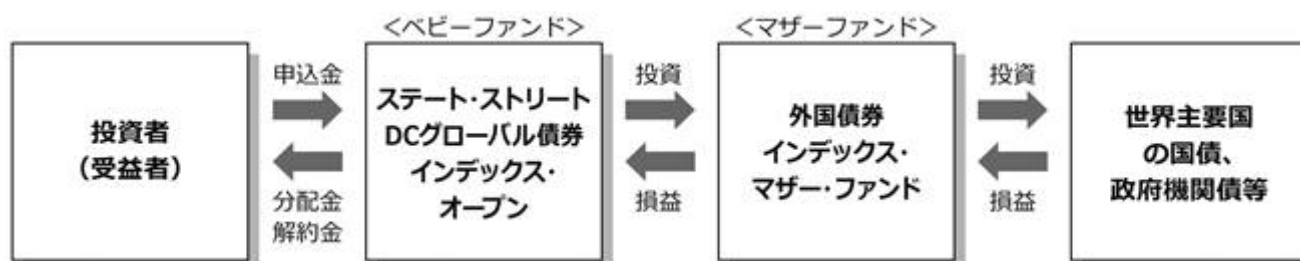 <ベビーファンド>
<マザーファンド>
投資者
（受益者）
申込金
分配金
解約金
ステート・ストリート
DCグローバル債券
インデックス・
オープン
投資
損益
外国債券
インデックス・
マザー・ファンド
投資
損益
世界主要国
の国債、
政府機関債等